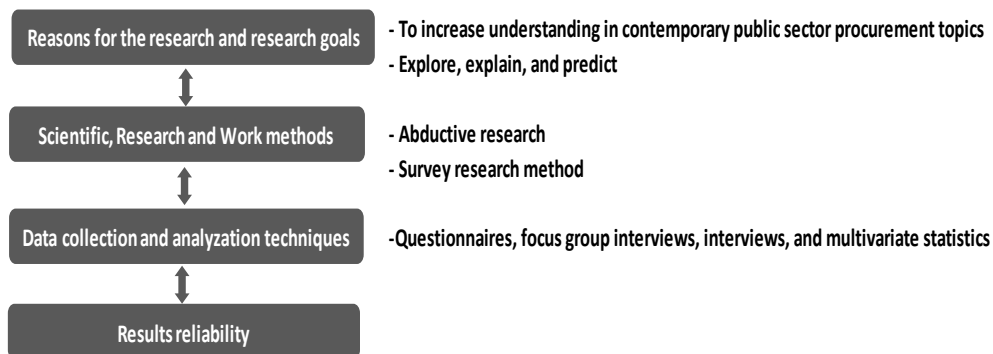 Reasons for the research and research goals
- To increase understanding in contemporary public sector procurement topics
- Explore, explain, and predict
Scientific, Research and Work methods
- Abductive research
- Survey research method
Data collection and analyzation techniques
-Questionnaires, focus group interviews, interviews, and multivariate statistics
Results reliability